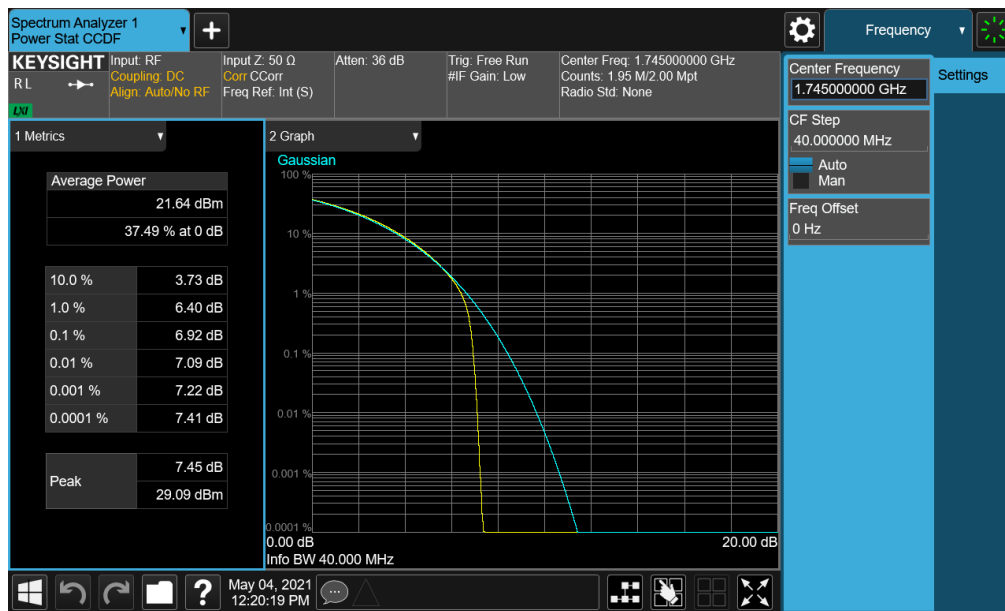 Spectrum Analyzer 1
Power Stat CCDF
Frequency
KEYSIGHT
R L
LXI
Input: RF
Coupling: DC
Align: Auto/No RF
Input Z: 50 Ω
Corr CCorr
Freq Ref: Int (S)
Atten: 36 dB
Trig: Free Run
#IF Gain: Low
Center Freq: 1.745000000 GHz
Counts: 1.95 M/2.00 Mpt
Radio Std: None
Center Frequency
1.745000000 GHz
Settings
CF Step
40.000000 MHz
Auto
Man
Freq Offset
0 Hz
1 Metrics
Average Power
21.64 dBm
37.49 % at 0 dB
10.0 % 3.73 dB
1.0 % 6.40 dB
0.1 % 6.92 dB
0.01 % 7.09 dB
0.001 % 7.22 dB
0.0001 % 7.41 dB
Peak
7.45 dB
29.09 dBm
2 Graph
Gaussian
100 %
10 %
1 %
0.1 %
0.01 %
0.001 %
0.0001 %
0.00 dB 20.00 dB
Info BW 40.000 MHz
?
May 04, 2021
12:20:19 PM